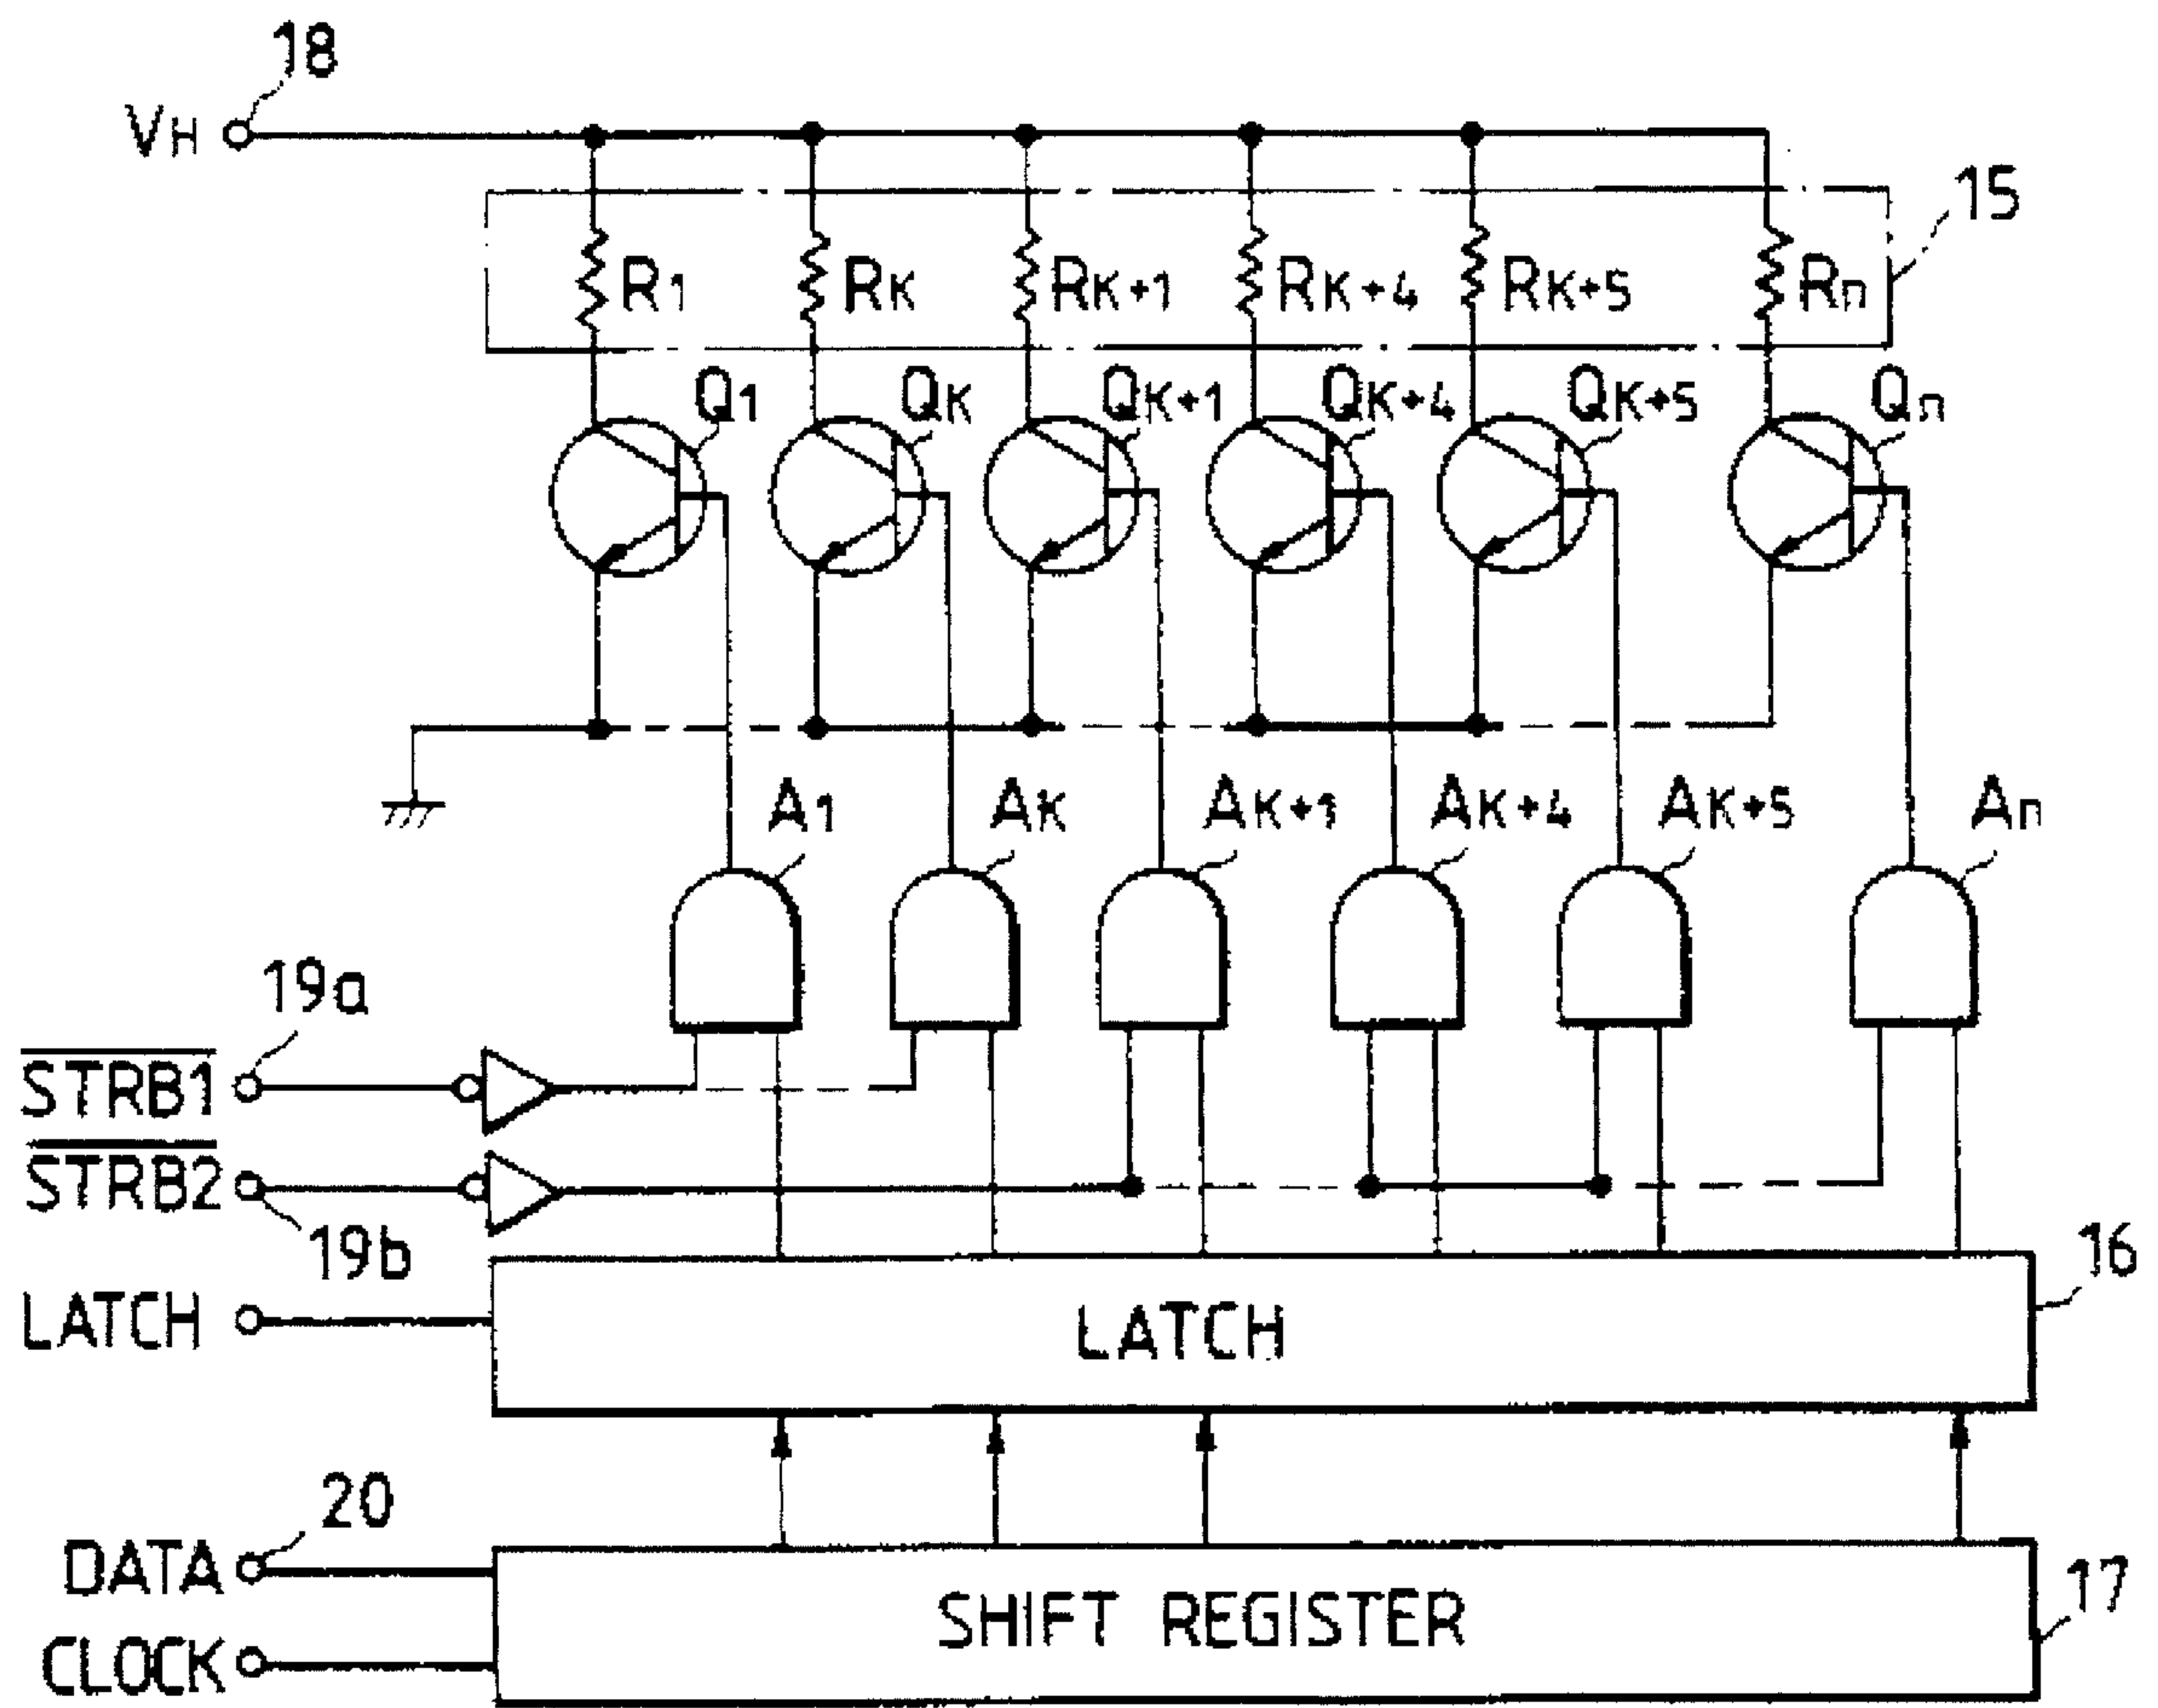 18
VH
15
R1 RK RK+1 RK+4 RK+5 Rn
Q1 QK QK+1 QK+4 QK+5 Qn
A1 AK AK+1 AK+4 AK+5 An
19a
STRB1
STRB2
19b
16
LATCH LATCH
20
DATA
17
SHIFT REGISTER
CLOCK